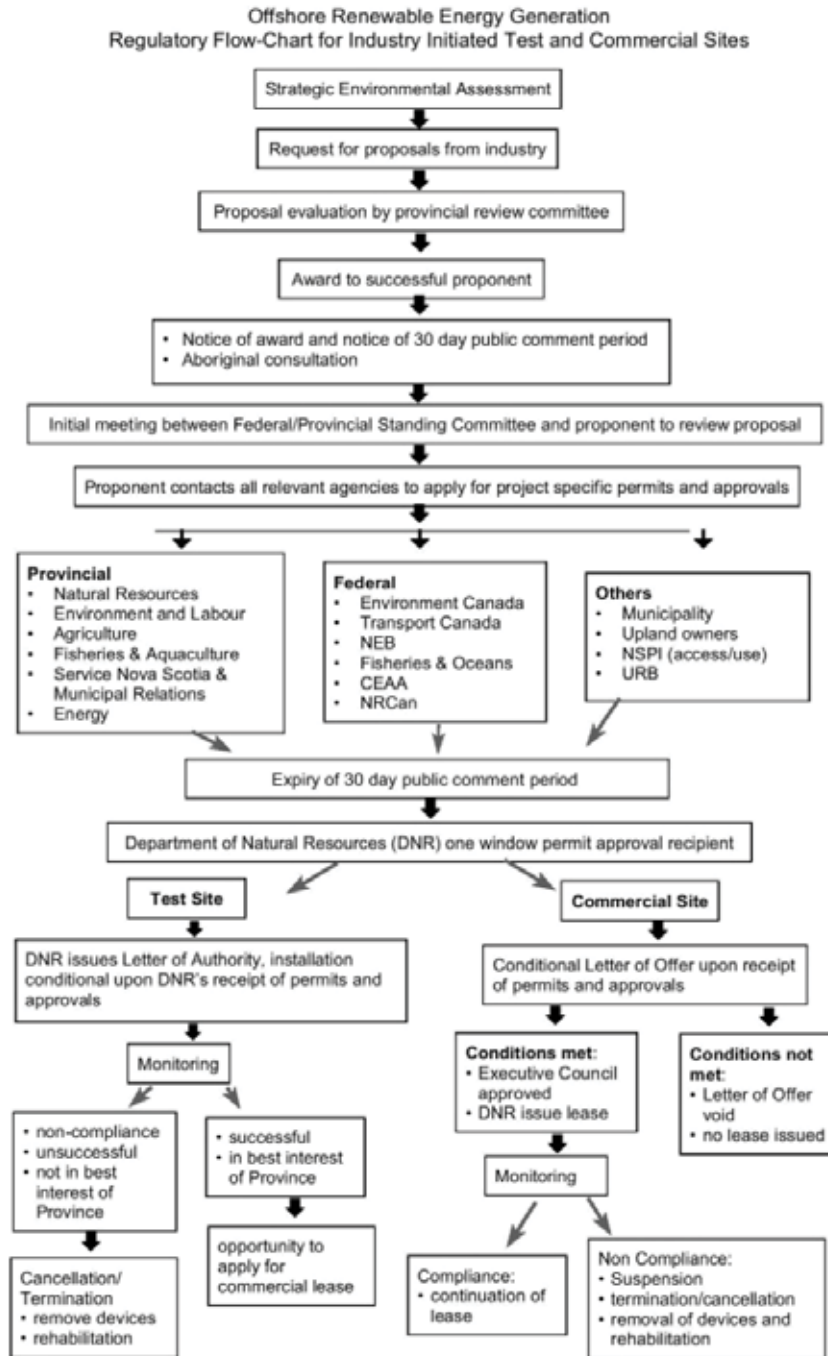 Offshore Renewable Energy Generation
Regulatory Flow-Chart for Industry Initiated Test and Commercial Sites
Strategic Environmental Assessment
Request for proposals from industry
Proposal evaluation by provincial review committee
Award to successful proponent
• Notice of award and notice of 30 day public comment period
• Aboriginal consultation
Initial meeting between Federal/Provincial Standing Committee and proponent to review proposal
Proponent contacts all relevant agencies to apply for project specific permits and approvals
Provincial
• Natural Resources
• Environment and Labour
• Agriculture
• Fisheries & Aquaculture
• Service Nova Scotia &
Municipal Relations
• Energy
Federal
• Environment Canada
• Transport Canada
• NEB
• Fisheries & Oceans
• CEAA
• NRCan
Others
• Municipality
• Upland owners
• NSPI (access/use)
• URB
Expiry of 30 day public comment period
Department of Natural Resources (DNR) one window permit approval recipient
Test Site
DNR issues Letter of Authority, installation
conditional upon DNR's receipt of permits and
approvals
Monitoring
• non-compliance
• unsuccessful
• not in best
interest of
Province
• successful
• in best interest
of Province
Cancellation/
Termination
• remove devices
• rehabilitation
opportunity to
apply for
commercial lease
Commercial Site
Conditional Letter of Offer upon receipt
of permits and approvals
Conditions met:
• Executive Council
approved
• DNR issue lease
Conditions not
met:
• Letter of Offer
void
• no lease issued
Monitoring
Compliance:
• continuation of
lease
Non Compliance:
• Suspension
• termination/cancellation
• removal of devices and
rehabilitation